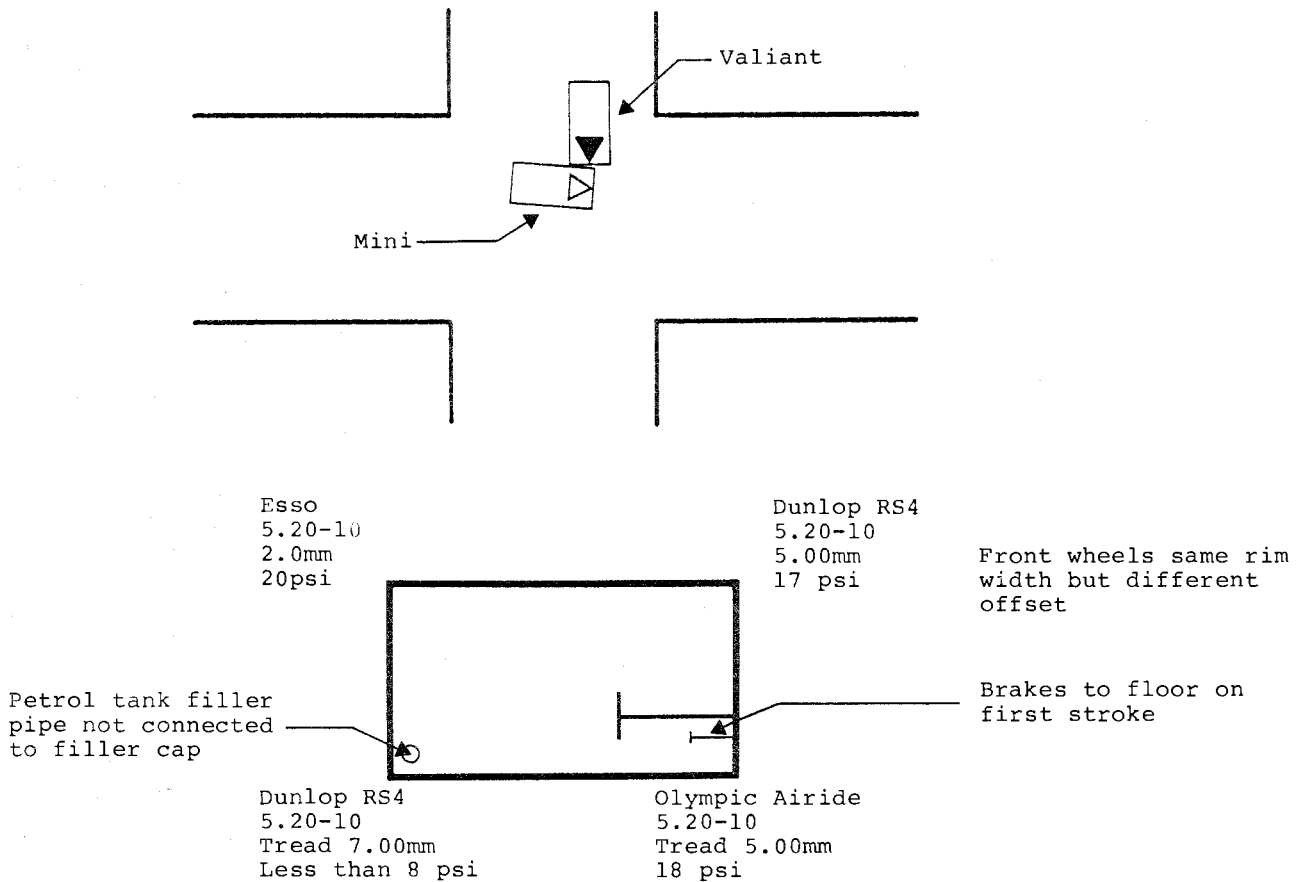 Valiant
Mini
Esso
5.20-10
2.0mm
20psi
Dunlop RS4
5.20-10
5.00mm
17 psi
Front wheels same rim
width but different
offset
Petrol tank filler
pipe not connected
to filler cap
Brakes to floor on
first stroke
Dunlop RS4
5.20-10
Tread 7.00mm
Less than 8 psi
Olympic Airide
5.20-10
Tread 5.00mm
18 psi